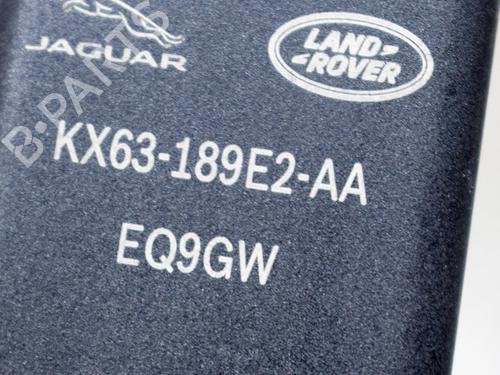 JAGUAR
LAND
ROVER
KX63-189E2-AA
EQ9GW
B-PARTS